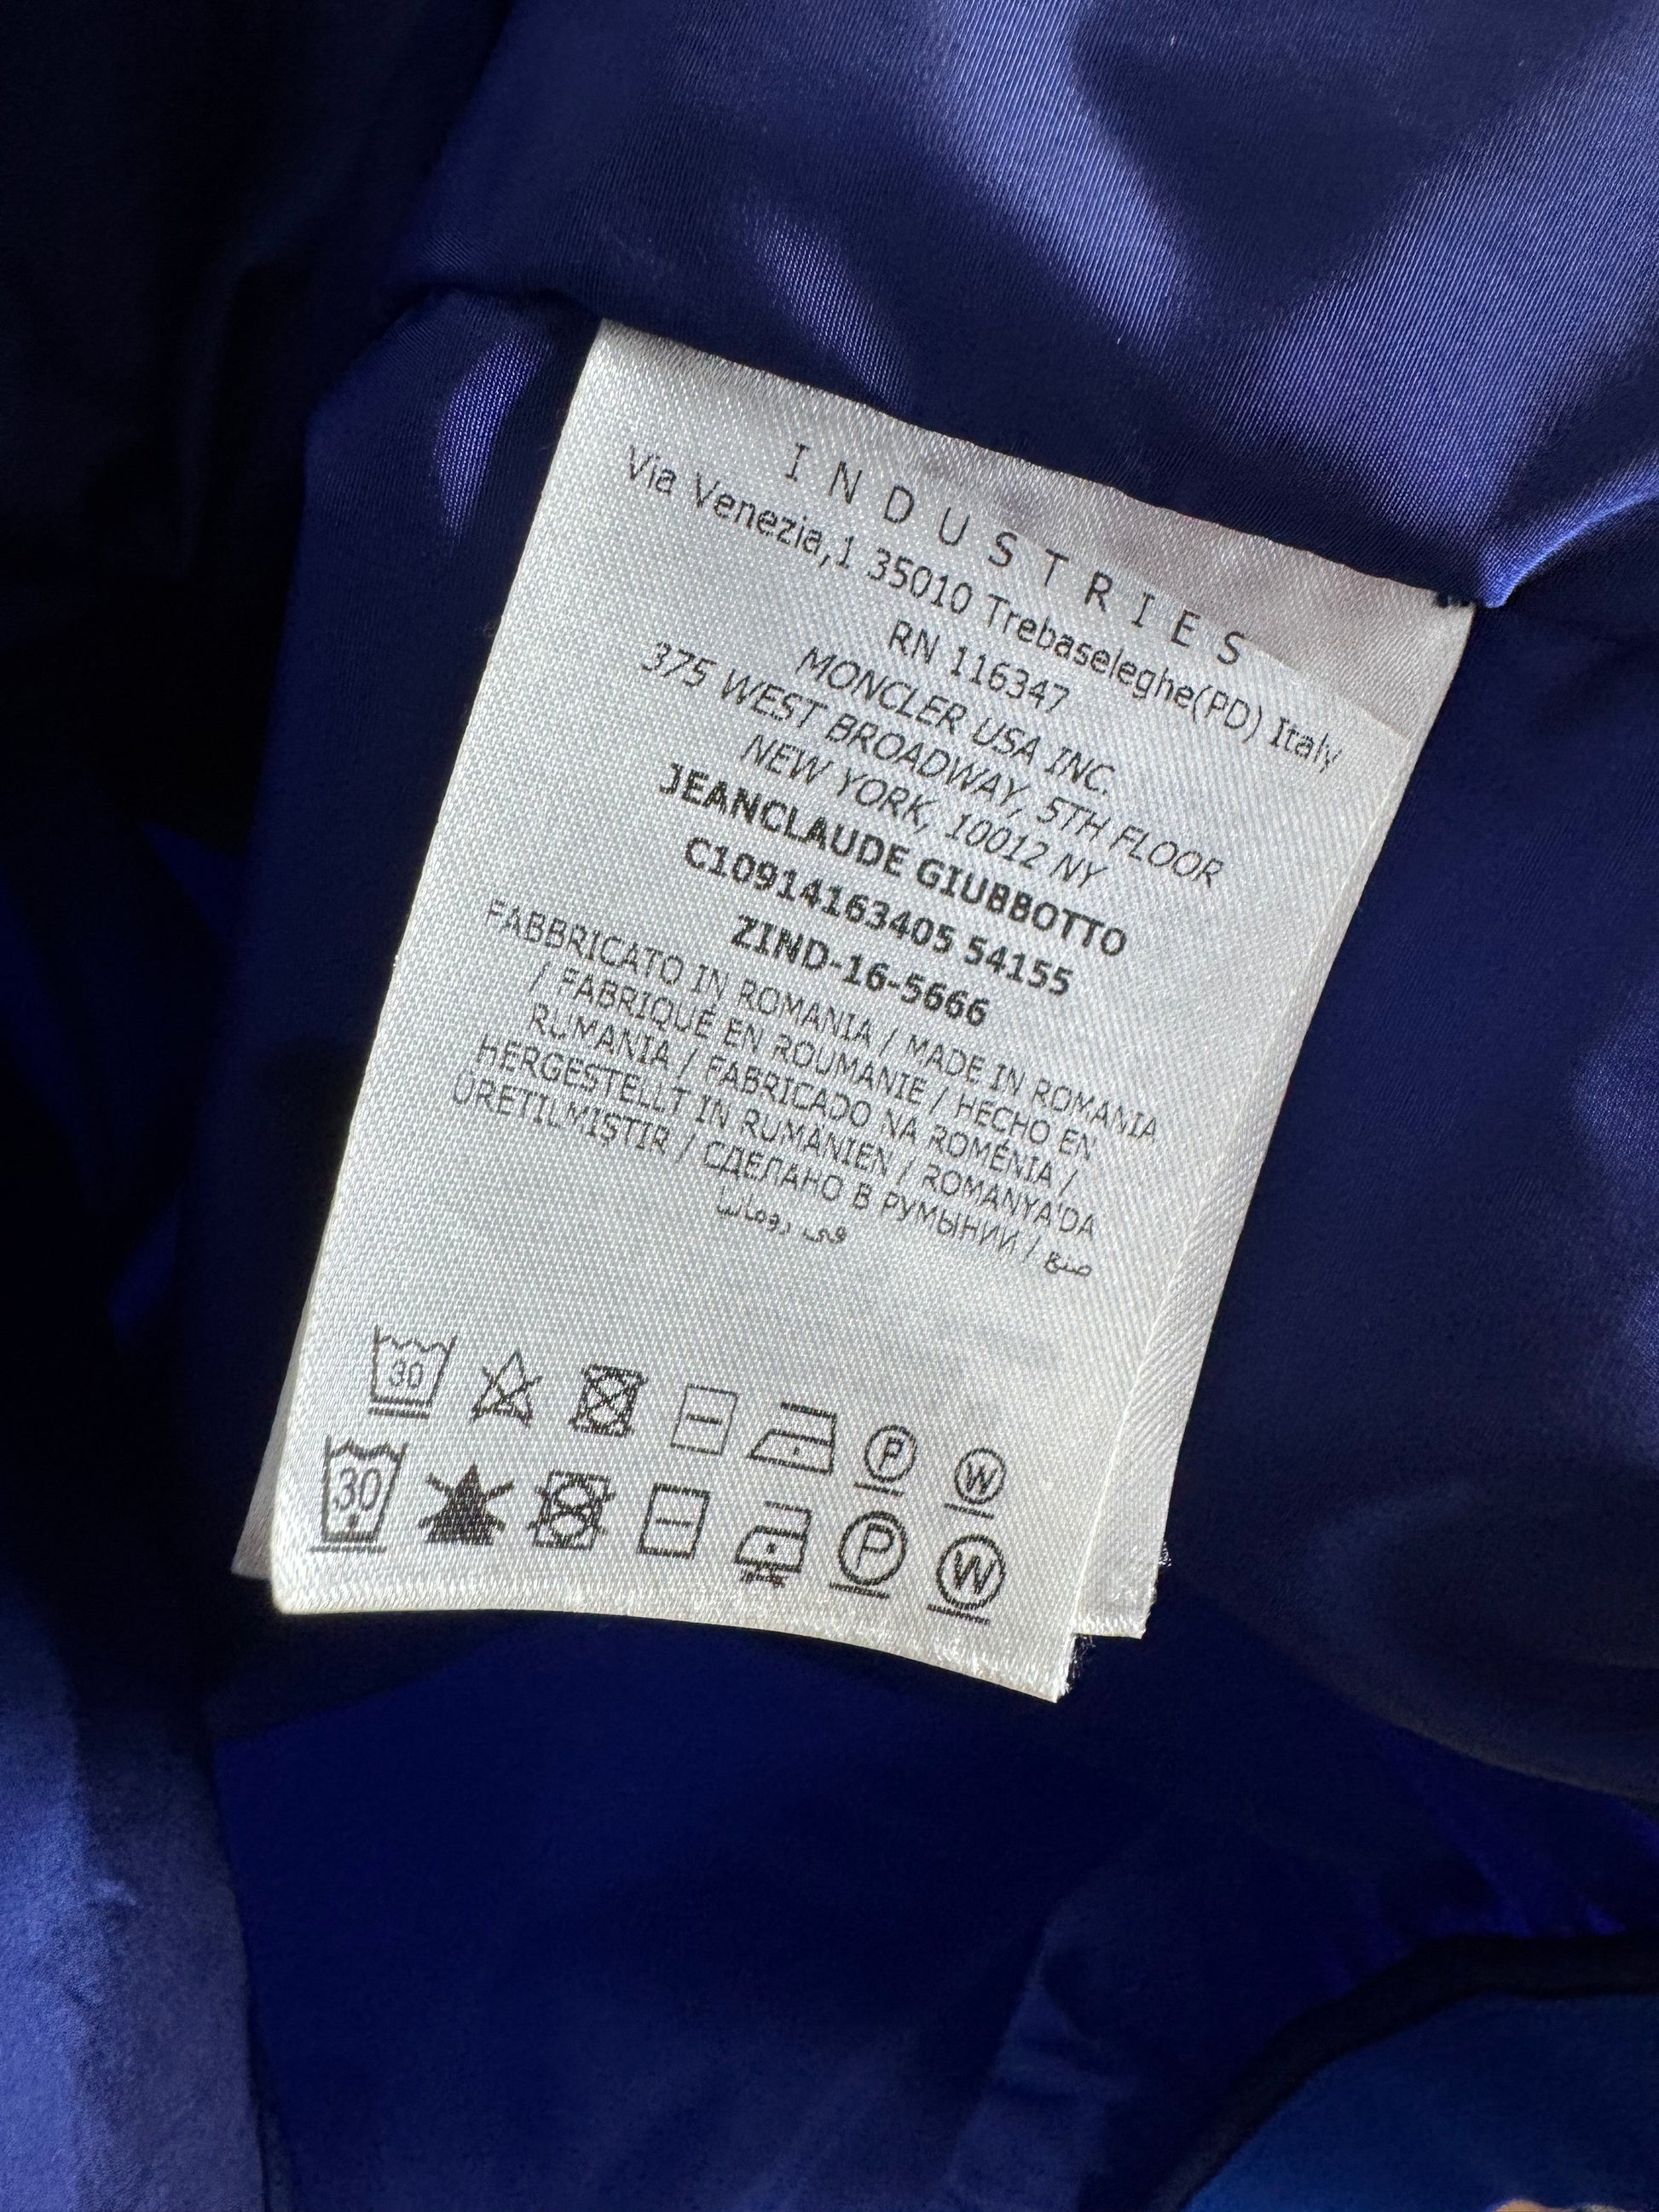 INDUSTRIES
Via Venezia,1 35010 Trebaseleghe(PD) Italy
RN 116347
MONCLER USA INC.
375 WEST BROADWAY, 5TH FLOOR
NEW YORK, 10012 NY
JEANCLAUDE GIUBBOTTO
C10914163405 54155
ZIND-16-5666
FABBRICATO IN ROMANIA / MADE IN ROMANIA
/ FABRIQUÉ EN ROUMANIE / HECHO EN
RUMANIA / FABRICADO NA ROMÉNIA /
HERGESTELLT IN RUMÄNIEN / ROMANYA'DA
ÜRETILMIŞTIR / СДЕЛАНО В РУМЫНИИ / صنع
في رومانيا
30 P W
30 P W